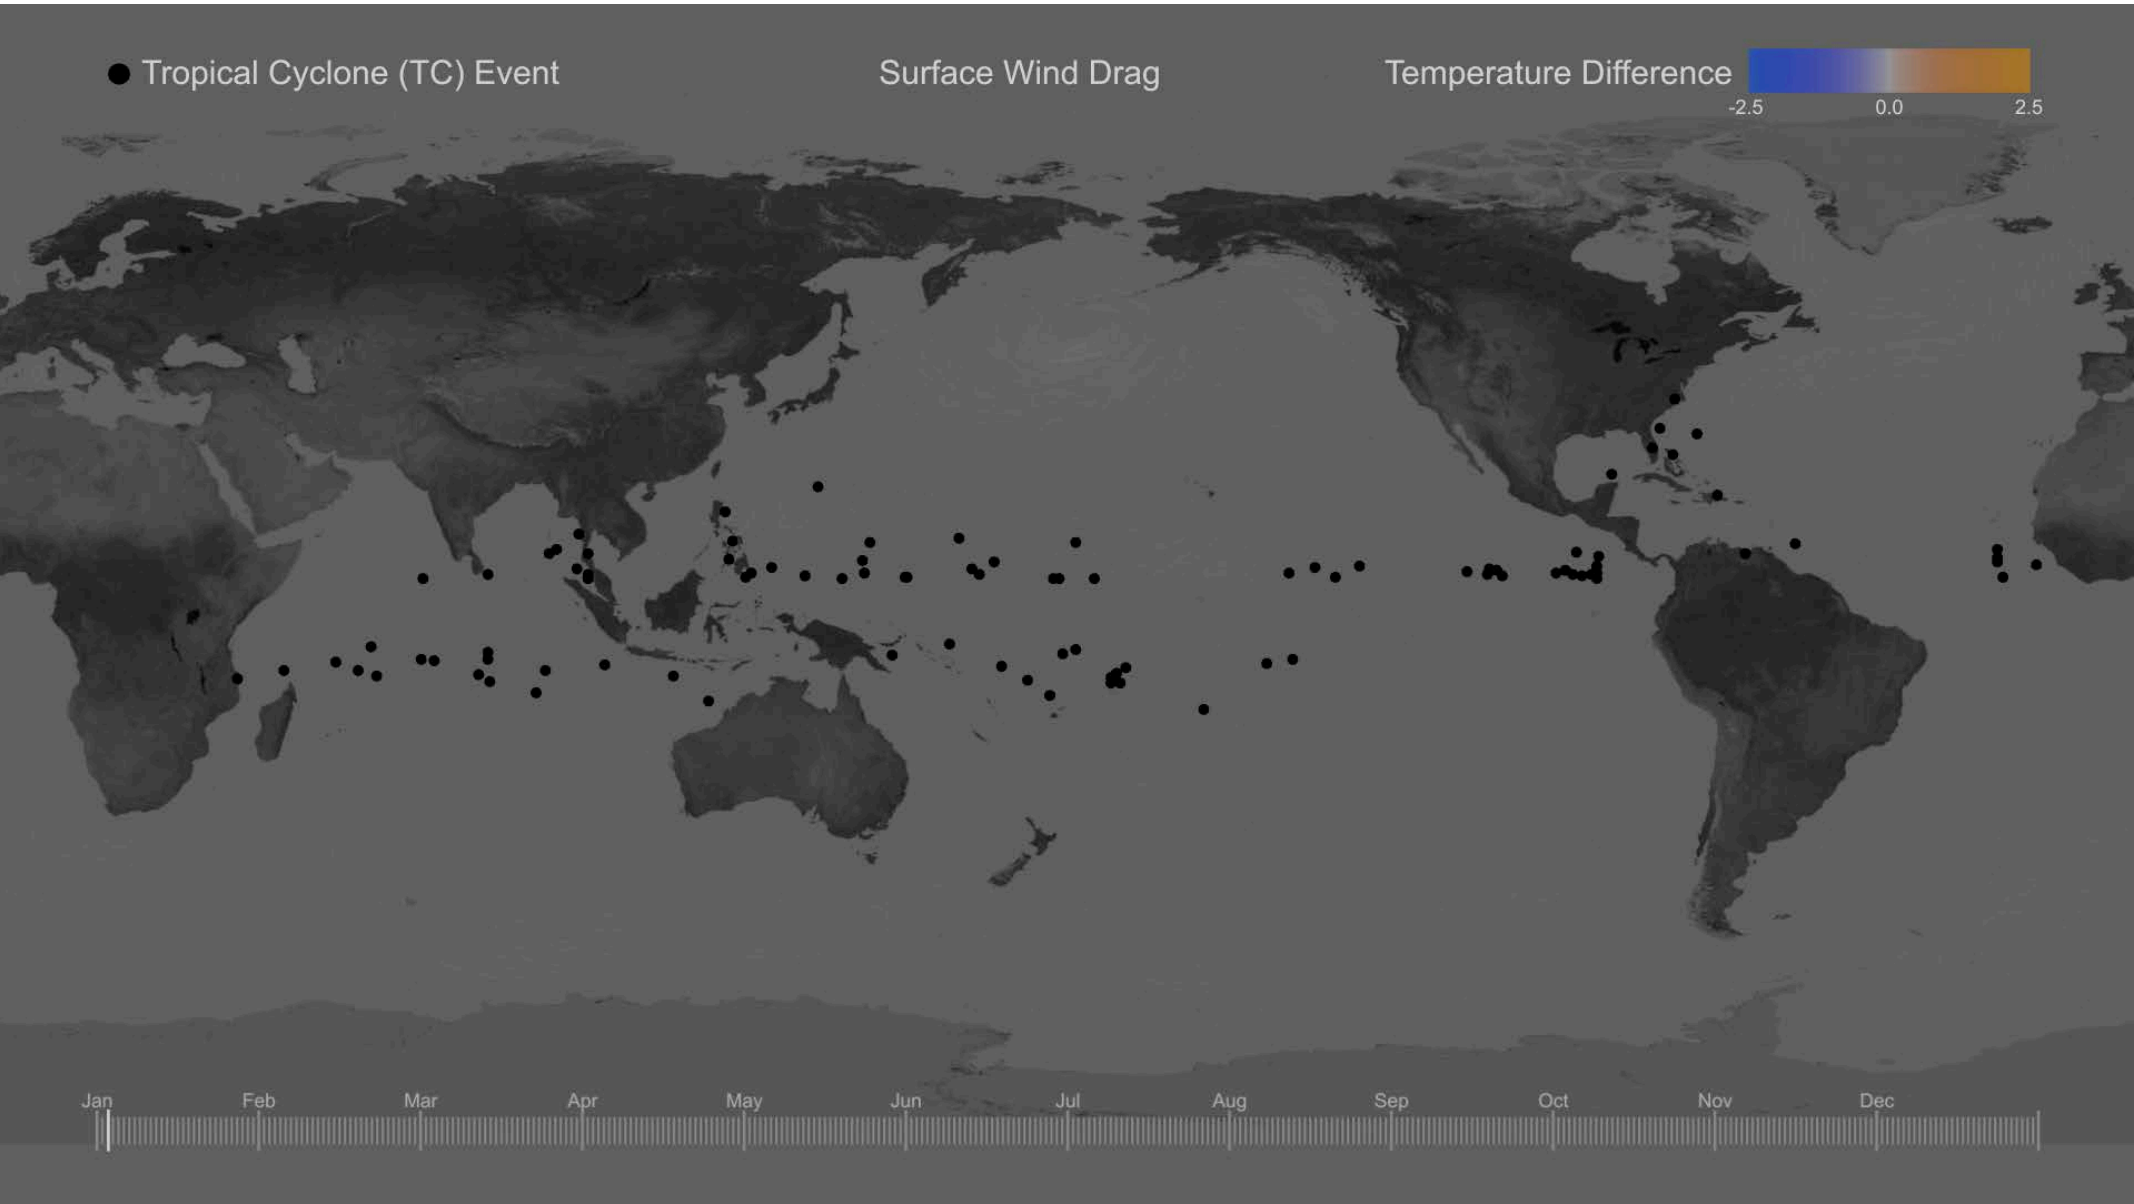 Tropical Cyclone (TC) Event
Surface Wind Drag
Temperature Difference
-2.5 0.0 2.5
Jan Feb Mar Apr May Jun Jul Aug Sep Oct Nov Dec